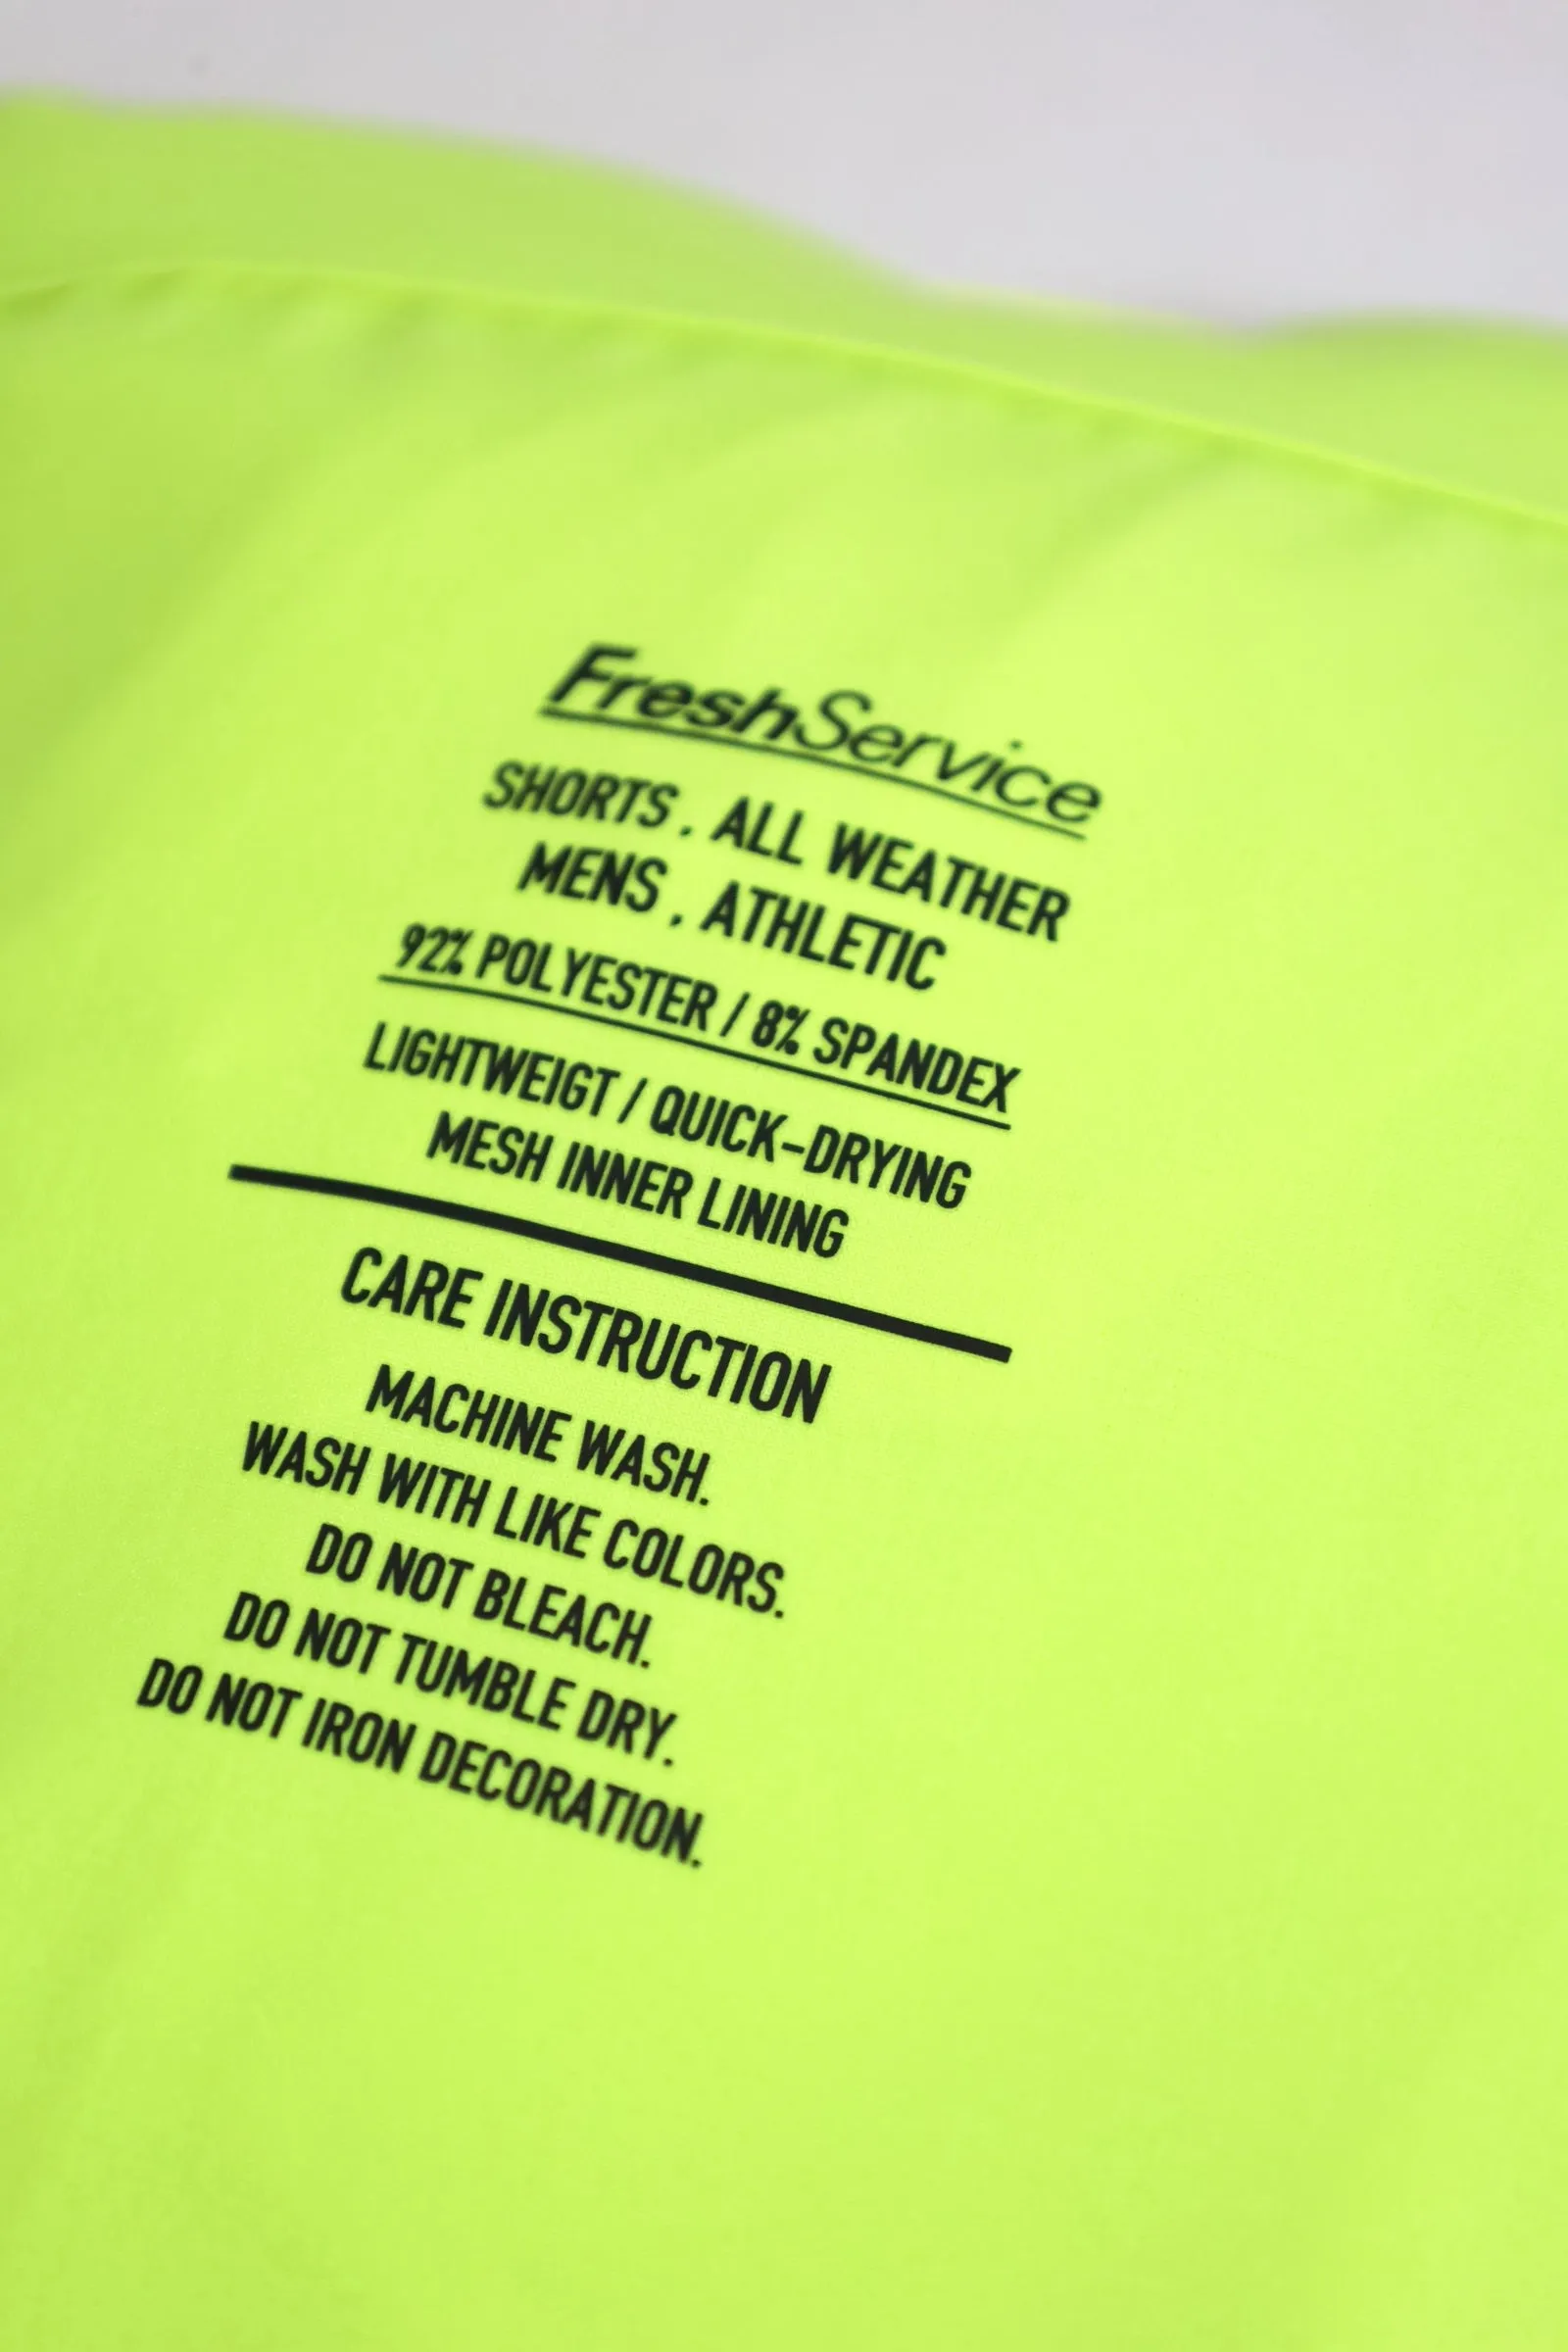 FreshService
SHORTS . ALL WEATHER
MENS . ATHLETIC
92% POLYESTER / 8% SPANDEX
LIGHTWEIGT / QUICK-DRYING
MESH INNER LINING
CARE INSTRUCTION
MACHINE WASH.
WASH WITH LIKE COLORS.
DO NOT BLEACH.
DO NOT TUMBLE DRY.
DO NOT IRON DECORATION.